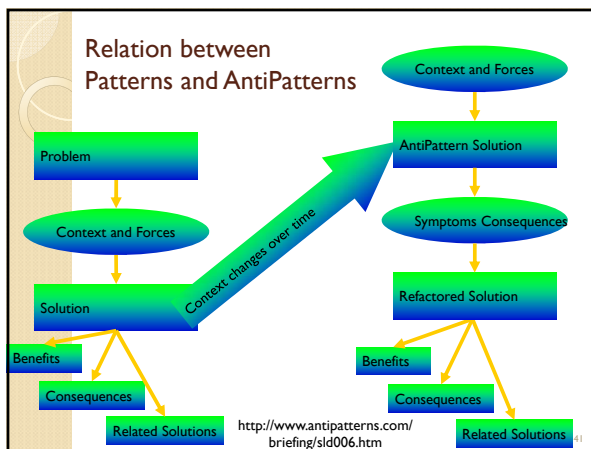 Relation between
Patterns and AntiPatterns
Problem
Context and Forces
Solution
Benefits
Consequences
Related Solutions
Context changes over time
Context and Forces
AntiPattern Solution
Symptoms Consequences
Refactored Solution
Benefits
Consequences
Related Solutions
http://www.antipatterns.com/
briefing/sld006.htm
41